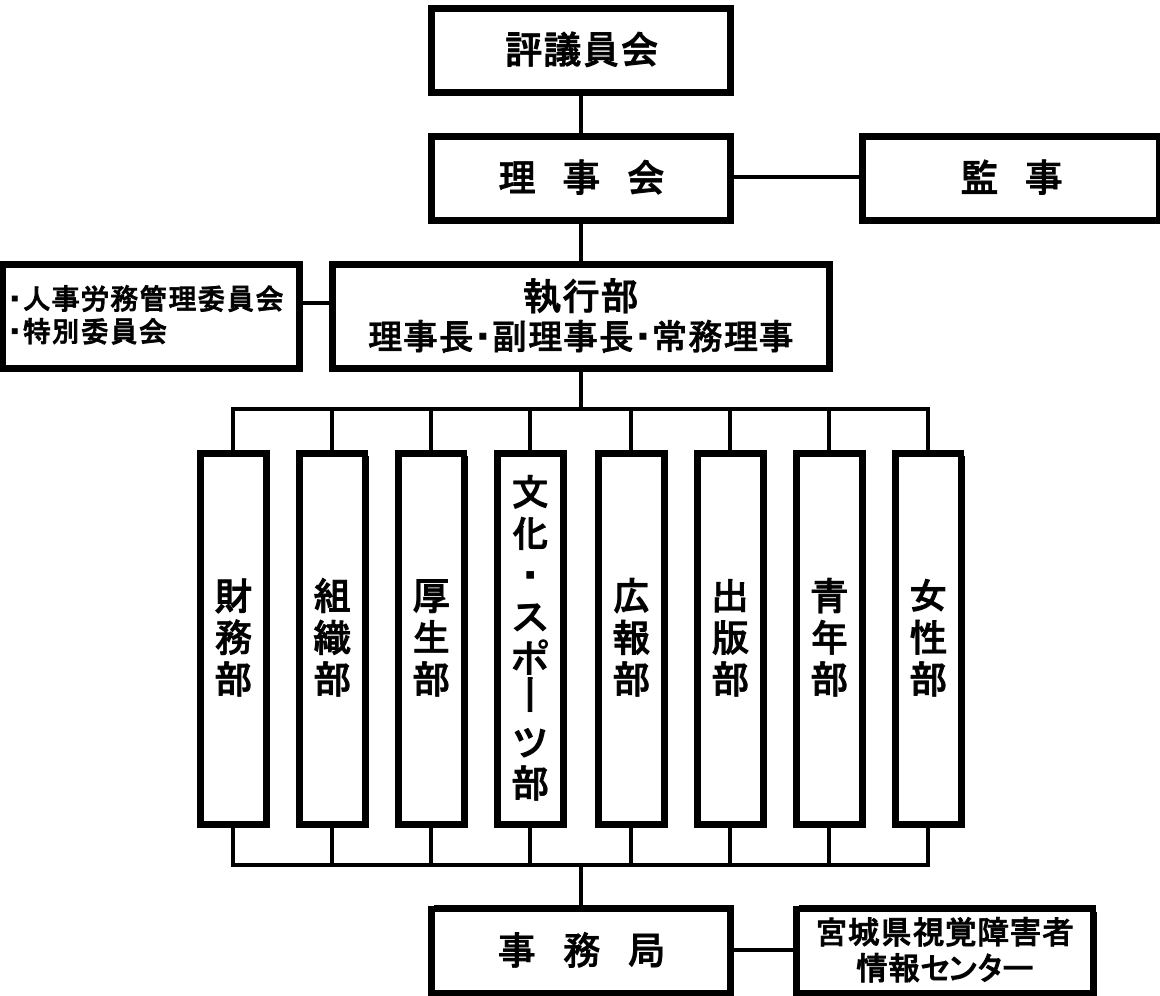 評議員会
理　事　会
監　事
・人事労務管理委員会
・特別委員会
執行部
理事長・副理事長・常務理事
財務部
組織部
厚生部
文化・スポーツ部
広報部
出版部
青年部
女性部
事　務　局
宮城県視覚障害者
情報センター